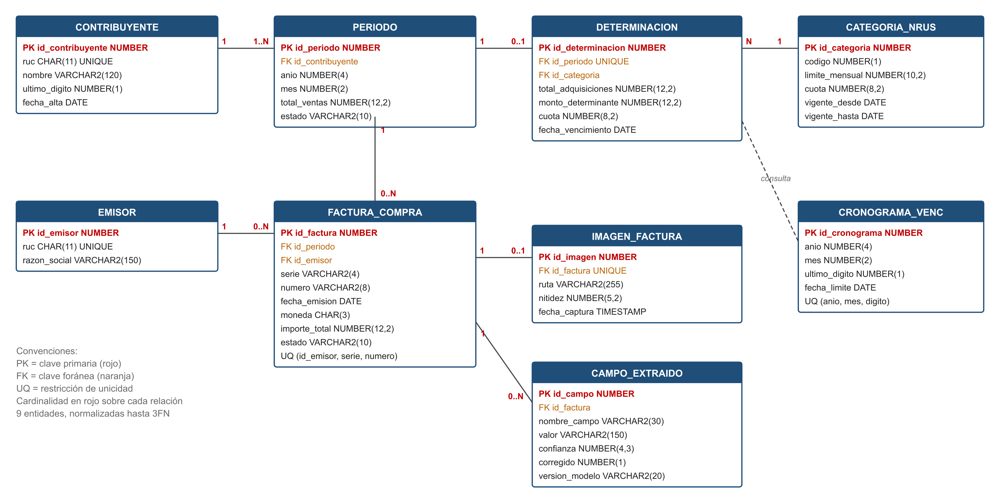 CONTRIBUYENTE
PK id_contribuyente NUMBER
ruc CHAR(11) UNIQUE
nombre VARCHAR2(120)
ultimo_digito NUMBER(1)
fecha_alta DATE
1
1..N
PERIODO
PK id_periodo NUMBER
FK id_contribuyente
anio NUMBER(4)
mes NUMBER(2)
total_ventas NUMBER(12,2)
estado VARCHAR2(10)
1
0..1
DETERMINACION
PK id_determinacion NUMBER
FK id_periodo UNIQUE
FK id_categoria
total_adquisiciones NUMBER(12,2)
monto_determinante NUMBER(12,2)
cuota NUMBER(8,2)
fecha_vencimiento DATE
N
1
CATEGORIA_NRUS
PK id_categoria NUMBER
codigo NUMBER(1)
limite_mensual NUMBER(10,2)
cuota NUMBER(8,2)
vigente_desde DATE
vigente_hasta DATE
1
0..N
consulta
EMISOR
PK id_emisor NUMBER
ruc CHAR(11) UNIQUE
razon_social VARCHAR2(150)
1
0..N
FACTURA_COMPRA
PK id_factura NUMBER
FK id_periodo
FK id_emisor
serie VARCHAR2(4)
numero VARCHAR2(8)
fecha_emision DATE
moneda CHAR(3)
importe_total NUMBER(12,2)
estado VARCHAR2(10)
UQ (id_emisor, serie, numero)
1
0..1
IMAGEN_FACTURA
PK id_imagen NUMBER
FK id_factura UNIQUE
ruta VARCHAR2(255)
nitidez NUMBER(5,2)
fecha_captura TIMESTAMP
CRONOGRAMA_VENC
PK id_cronograma NUMBER
anio NUMBER(4)
mes NUMBER(2)
ultimo_digito NUMBER(1)
fecha_limite DATE
UQ (anio, mes, digito)
1
0..N
CAMPO_EXTRAIDO
PK id_campo NUMBER
FK id_factura
nombre_campo VARCHAR2(30)
valor VARCHAR2(150)
confianza NUMBER(4,3)
corregido NUMBER(1)
version_modelo VARCHAR2(20)
Convenciones:
PK = clave primaria (rojo)
FK = clave foránea (naranja)
UQ = restricción de unicidad
Cardinalidad en rojo sobre cada relación
9 entidades, normalizadas hasta 3FN